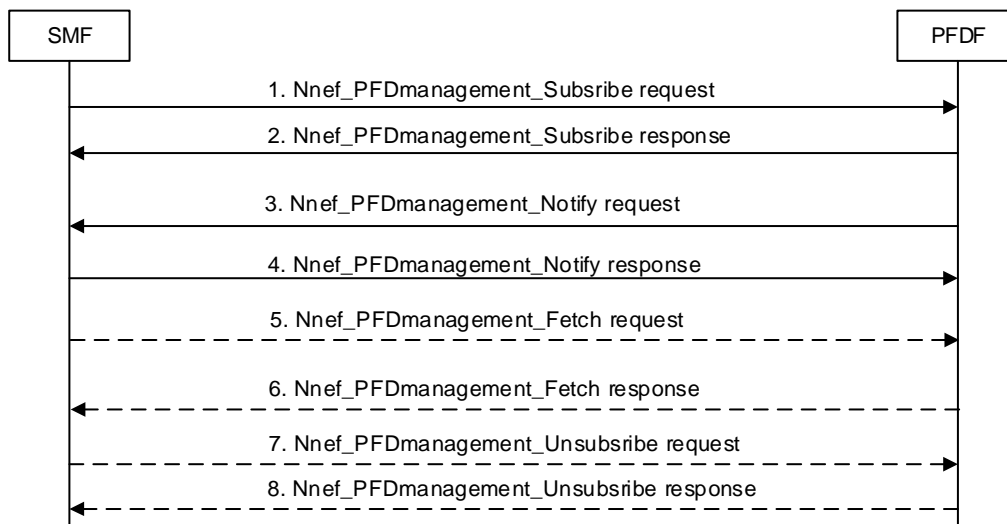 SMF
PFDF
1. Nnef_PFDmanagement_Subsribe request
2. Nnef_PFDmanagement_Subsribe response
3. Nnef_PFDmanagement_Notify request
4. Nnef_PFDmanagement_Notify response
5. Nnef_PFDmanagement_Fetch request
6. Nnef_PFDmanagement_Fetch response
7. Nnef_PFDmanagement_Unsubsribe request
8. Nnef_PFDmanagement_Unsubsribe response